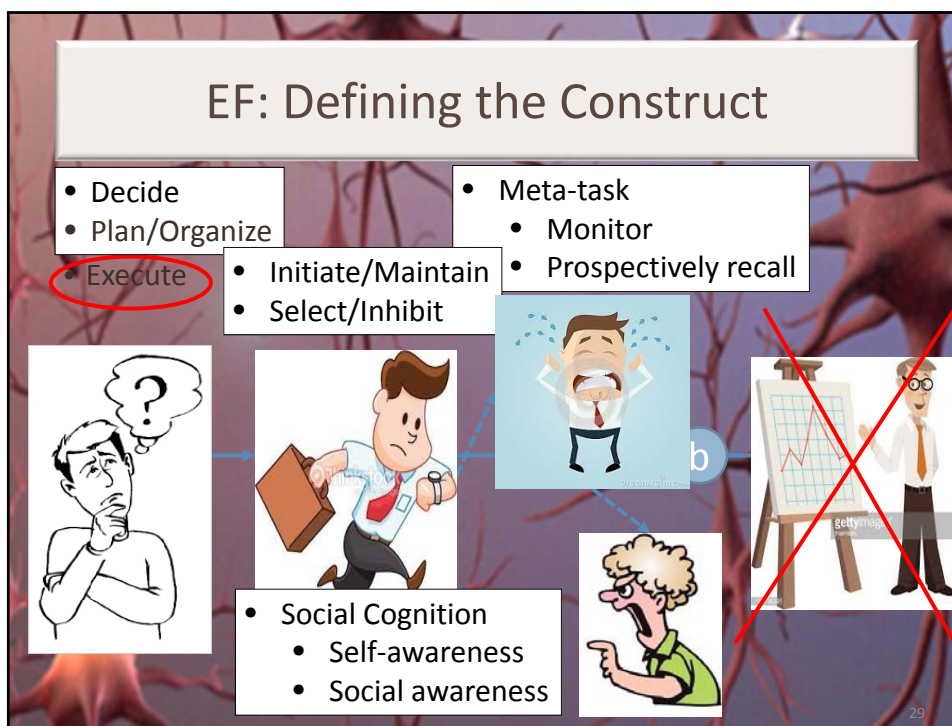 EF: Defining the Construct
• Decide
• Plan/Organize
• Execute
• Initiate/Maintain
• Select/Inhibit
• Meta-task
• Monitor
• Prospectively recall
?
b
gettyimages
• Social Cognition
• Self-awareness
• Social awareness
29